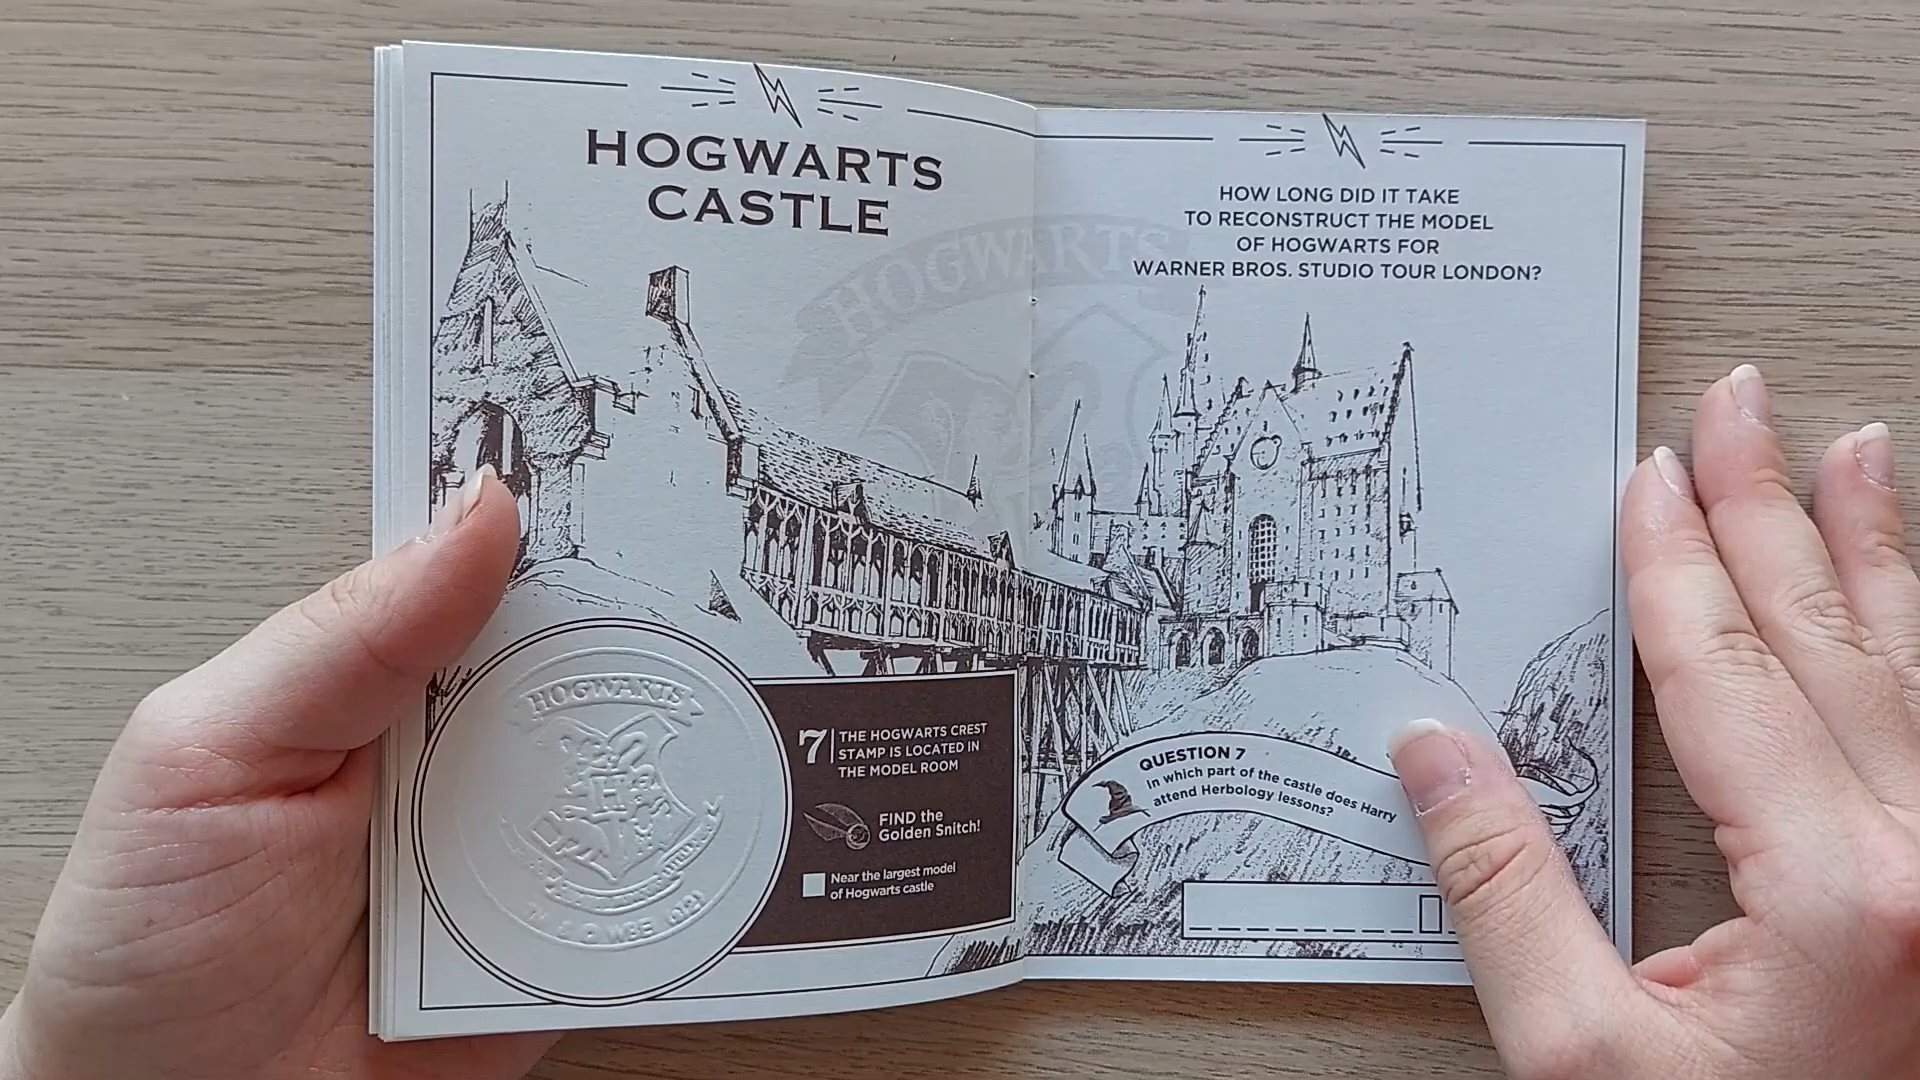 HOGWARTS
CASTLE
HOGWARTS
HOGWARTS
7
THE HOGWARTS CREST
STAMP IS LOCATED IN
THE MODEL ROOM
FIND the
Golden Snitch!
Near the largest model
of Hogwarts castle
HOW LONG DID IT TAKE
TO RECONSTRUCT THE MODEL
OF HOGWARTS FOR
WARNER BROS. STUDIO TOUR LONDON?
QUESTION 7
In which part of the castle does Harry
attend Herbology lessons?